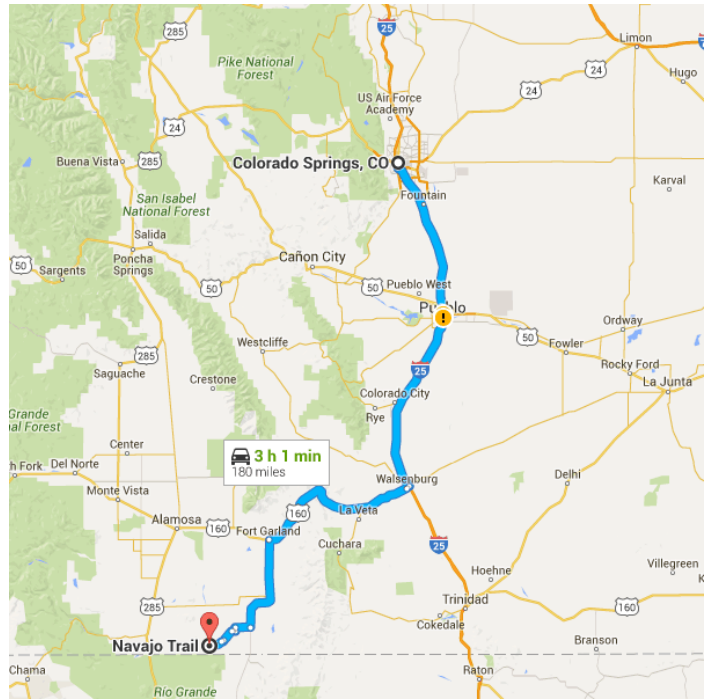 25
Limon
285
Pike National
Forest
24
Hugo
US Air Force
Academy
24
Buena Vista
285
Colorado Springs, CO
Karval
San Isabel
National Forest
Fountain
Salida
Poncha
Springs
50
Cañon City
50
Sargents
50
Pueblo West
50
Pueblo
Ordway
50
Westcliffe
Fowler
285
Rocky Ford
Saguache
25
La Junta
Crestone
Colorado City
Rye
Grande
nal Forest
Center
3 h 1 min
180 miles
th Fork
Del Norte
Walsenburg
Delhi
Monte Vista
160
La Veta
Alamosa
160
Fort Garland
Cuchara
25
Hoehne
Villegreen
285
Trinidad
160
Cokedale
Navajo Trail
Branson
Chama
Raton
Río Grande